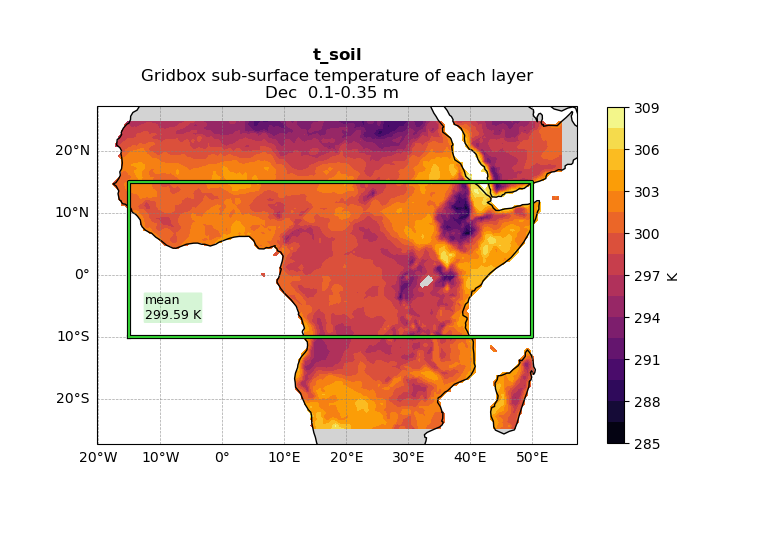 t_soil
Gridbox sub-surface temperature of each layer
Dec  0.1-0.35 m
20°N
10°N
0°
10°S
20°S
mean
299.59 K
20°W
10°W
0°
10°E
20°E
30°E
40°E
50°E
309
306
303
300
297
294
291
288
285
K